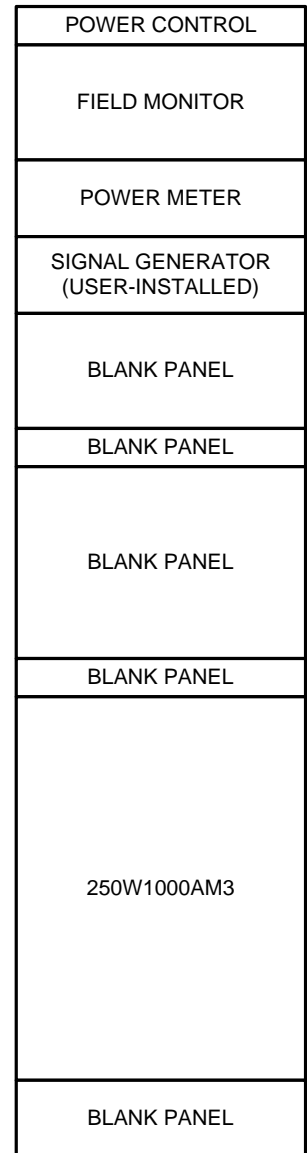 POWER CONTROL
FIELD MONITOR
POWER METER
SIGNAL GENERATOR
(USER-INSTALLED)
BLANK PANEL
BLANK PANEL
BLANK PANEL
BLANK PANEL
250W1000AM3
BLANK PANEL